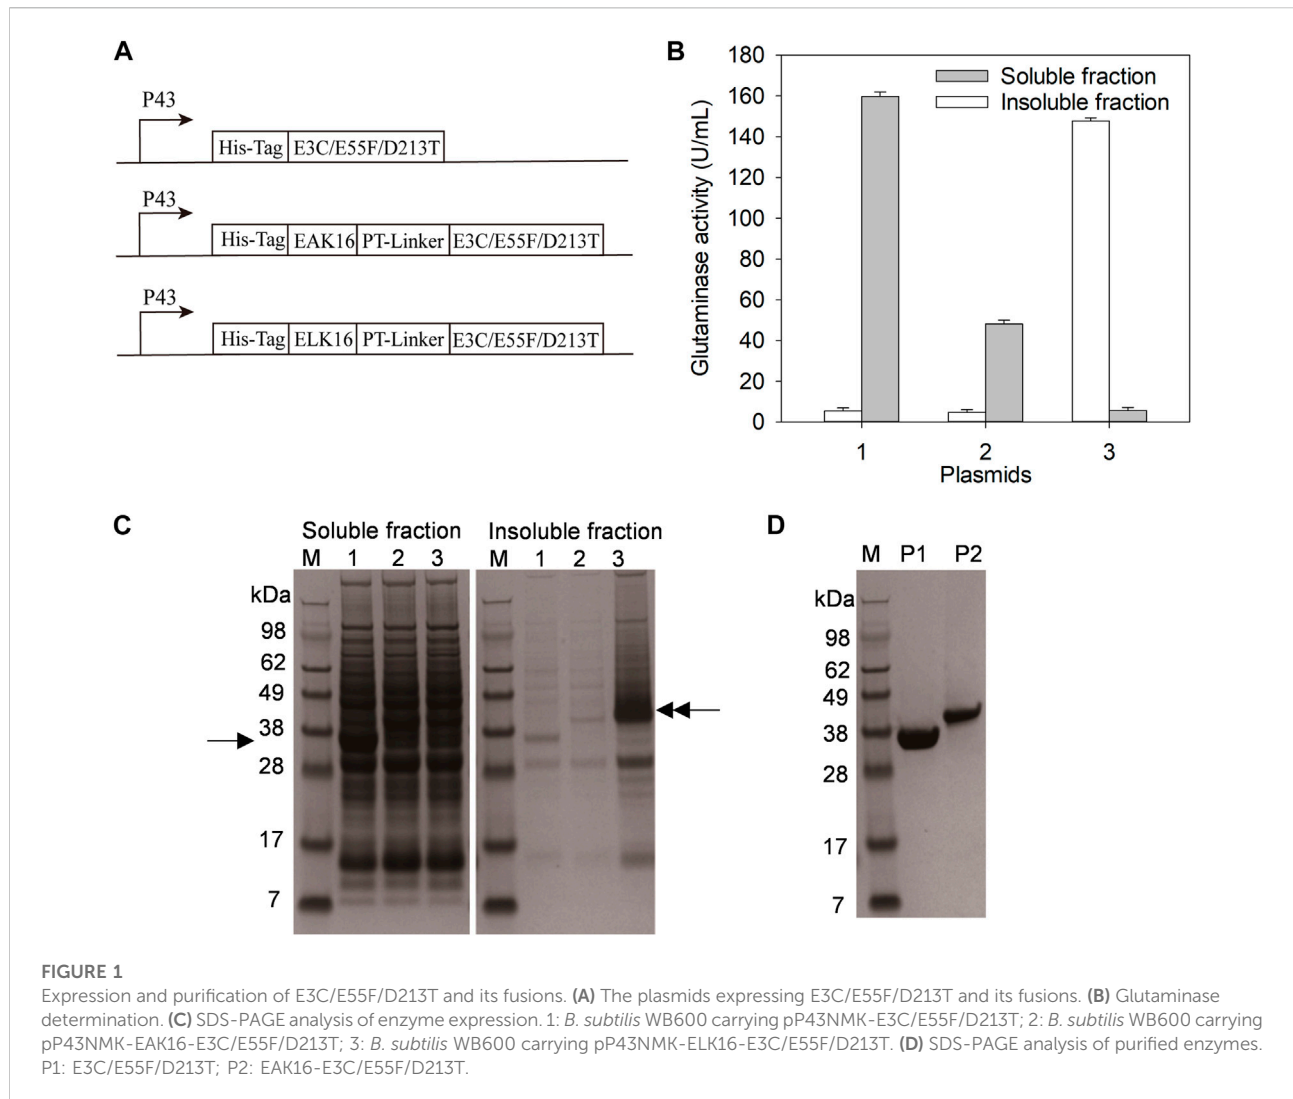 A
P43
His-Tag E3C/E55F/D213T
P43
His-Tag EAK16 PT-Linker E3C/E55F/D213T
P43
His-Tag ELK16 PT-Linker E3C/E55F/D213T
B
Glutaminase activity (U/mL)
180
160
140
120
100
80
60
40
20
0
Soluble fraction
Insoluble fraction
1 2 3
Plasmids
C
Soluble fraction Insoluble fraction
M 1 2 3 M 1 2 3
kDa
98
62
49
38
28
17
7
D
M P1 P2
kDa
98
62
49
38
28
17
7
FIGURE 1
Expression and purification of E3C/E55F/D213T and its fusions. (A) The plasmids expressing E3C/E55F/D213T and its fusions. (B) Glutaminase
determination. (C) SDS-PAGE analysis of enzyme expression. 1: B. subtilis WB600 carrying pP43NMK-E3C/E55F/D213T; 2: B. subtilis WB600 carrying
pP43NMK-EAK16-E3C/E55F/D213T; 3: B. subtilis WB600 carrying pP43NMK-ELK16-E3C/E55F/D213T. (D) SDS-PAGE analysis of purified enzymes.
P1: E3C/E55F/D213T; P2: EAK16-E3C/E55F/D213T.